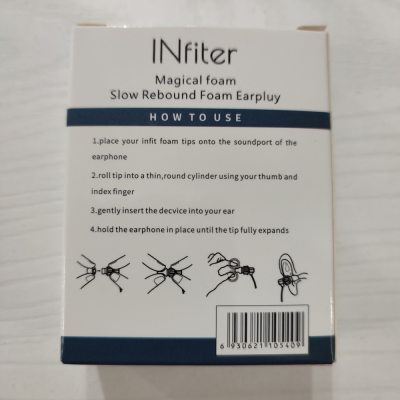 INfiter
Magical foam
Slow Rebound Foam Earpluy
HOW TO USE
1.place your infit foam tips onto the soundport of the
earphone
2.roll tip into a thin,round cylinder using your thumb and
index finger
3.gently insert the decvice into your ear
4.hold the earphone in place until the tip fully expands
6 930621 105409